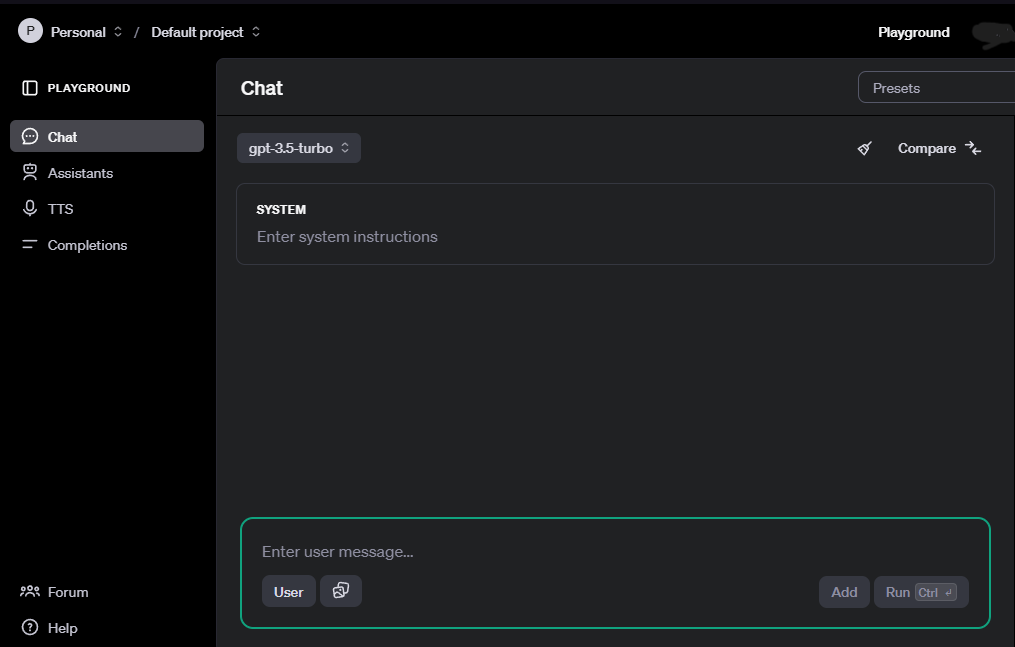 P Personal / Default project Playground
PLAYGROUND
Chat
Assistants
TTS
Completions
Forum
Help
Chat Presets
gpt-3.5-turbo Compare
SYSTEM
Enter system instructions
Enter user message...
User Add Run Ctrl ↵